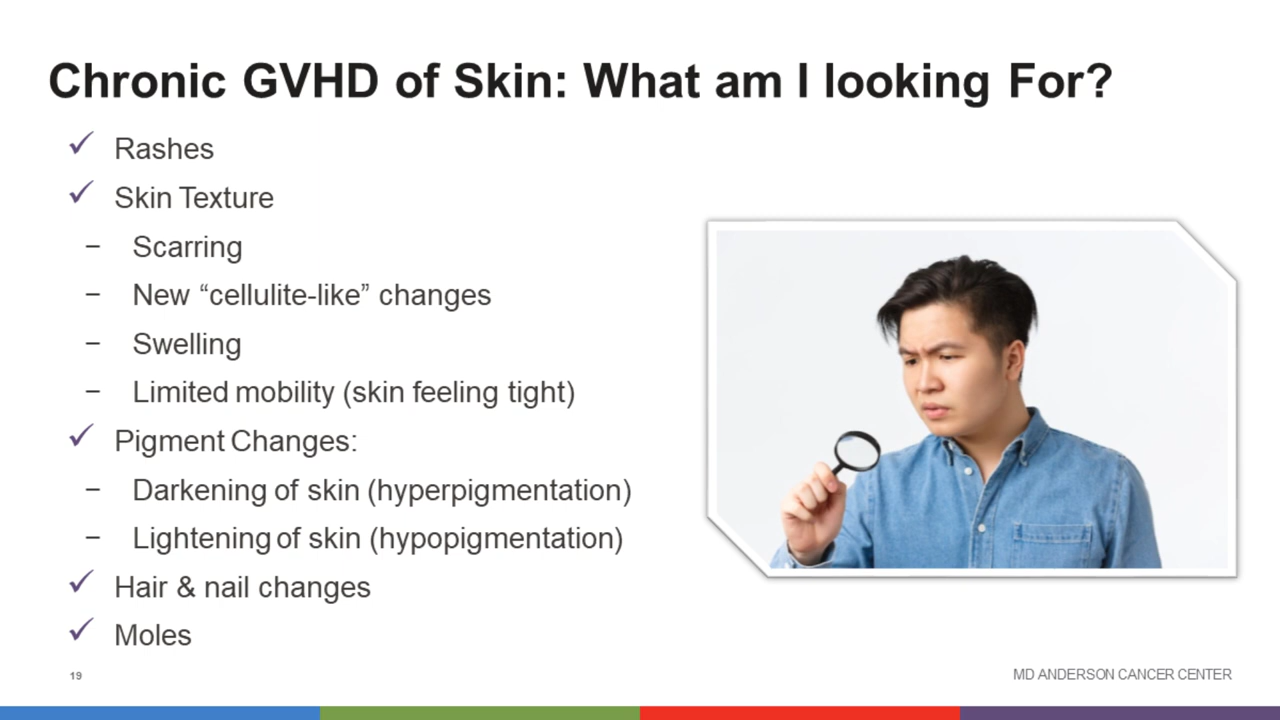 Chronic GVHD of Skin: What am I looking For?
✓ Rashes
✓ Skin Texture
− Scarring
− New “cellulite-like” changes
− Swelling
− Limited mobility (skin feeling tight)
✓ Pigment Changes:
− Darkening of skin (hyperpigmentation)
− Lightening of skin (hypopigmentation)
✓ Hair & nail changes
✓ Moles
19
MD ANDERSON CANCER CENTER